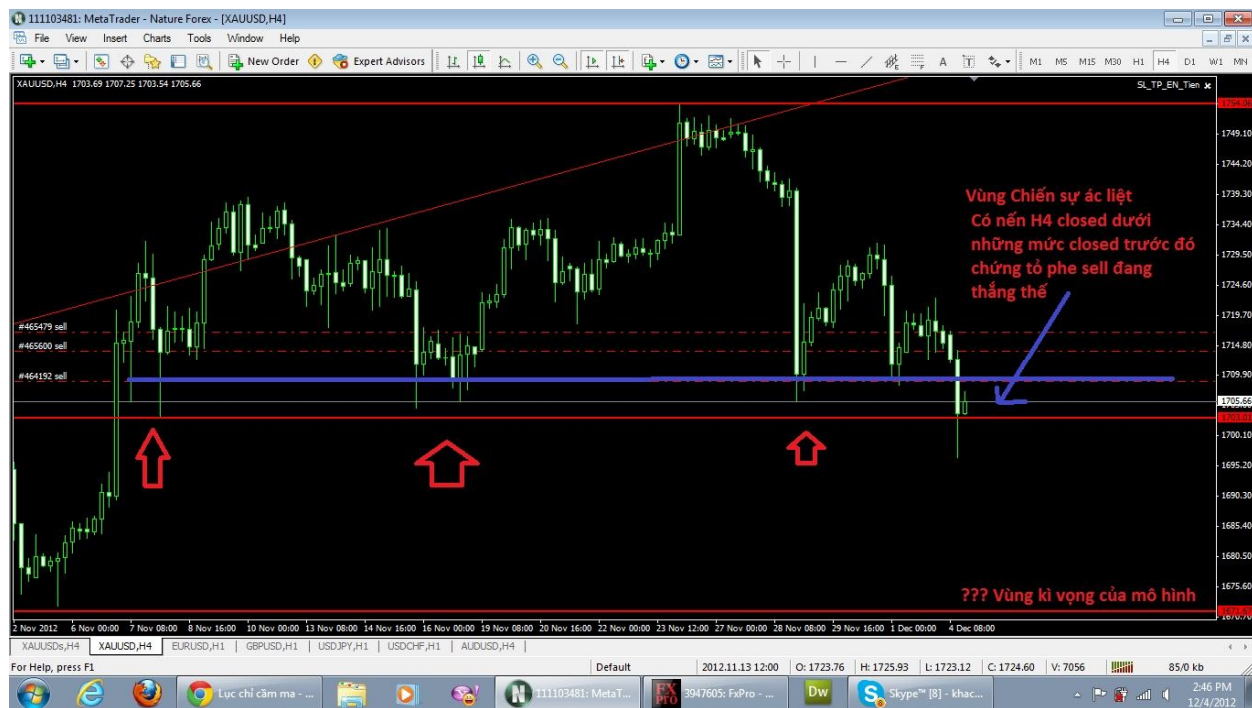 111103481: MetaTrader - Nature Forex - [XAUUSD,H4]
File View Insert Charts Tools Window Help
New Order Expert Advisors A T M1 M5 M15 M30 H1 H4 D1 W1 MN
XAUUSD,H4 1703.69 1707.25 1703.54 1705.66
SL_TP_EN_Tien
1754.06
1749.10
1744.20
1739.30
1734.40
1729.50
1724.60
1719.70
1714.80
1709.90
1705.66
1700.10
1695.20
1690.30
1685.40
1680.50
1675.60
1670.70
Vùng Chiến sự ác liệt
Có nến H4 closed dưới
những mức closed trước đó
chứng tỏ phe sell đang
thắng thế
#465479 sell
#465600 sell
#464192 sell
??? Vùng kì vọng của mô hình
2 Nov 2012 6 Nov 00:00 7 Nov 08:00 8 Nov 16:00 10 Nov 00:00 13 Nov 08:00 14 Nov 16:00 16 Nov 00:00 19 Nov 08:00 20 Nov 16:00 22 Nov 00:00 23 Nov 12:00 27 Nov 00:00 28 Nov 08:00 29 Nov 16:00 1 Dec 00:00 4 Dec 08:00
XAUUSDs,H4 XAUUSD,H4 EURUSD,H1 GBPUSD,H1 USDJPY,H1 USDCHF,H1 AUDUSD,H4
For Help, press F1 Default 2012.11.13 12:00 O: 1723.76 H: 1725.93 L: 1723.12 C: 1724.60 V: 7056 85/0 kb
Lục chỉ cầm ma - ... 111103481: MetaT... FX PRO 3947605: FxPro - ... Dw Skype™ [8] - khac... 2:46 PM
12/4/2012